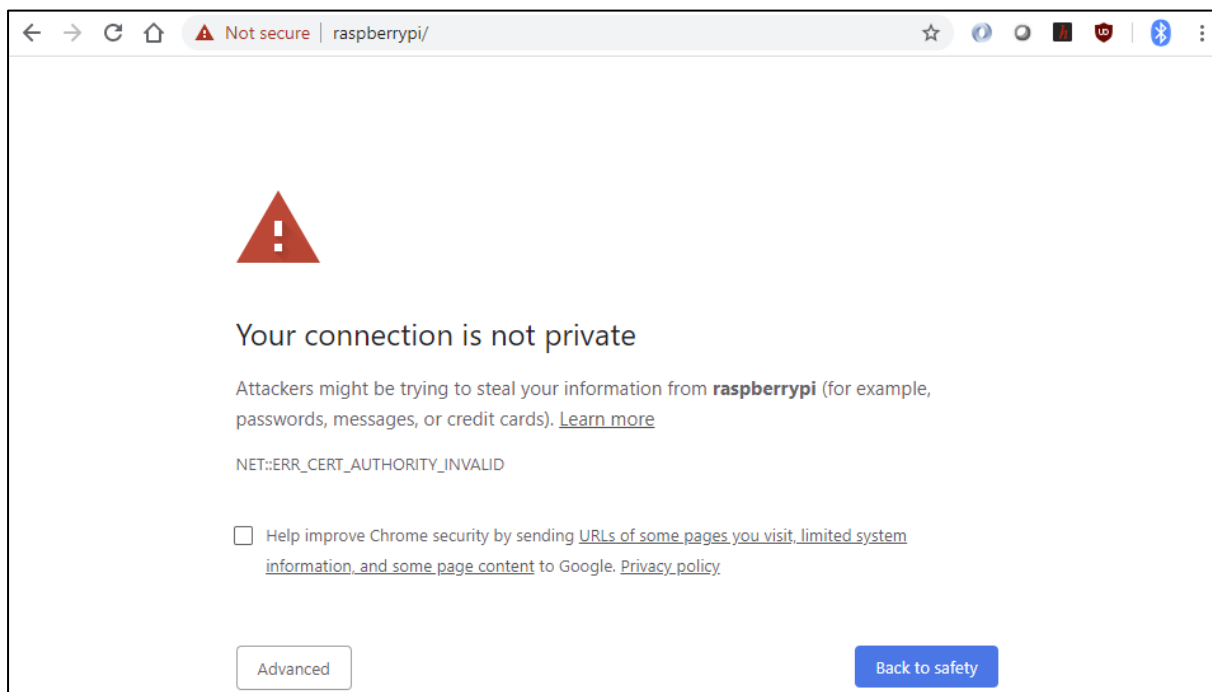 Not secure | raspberrypi/
Your connection is not private
Attackers might be trying to steal your information from raspberrypi (for example,
passwords, messages, or credit cards). Learn more
NET::ERR_CERT_AUTHORITY_INVALID
Help improve Chrome security by sending URLs of some pages you visit, limited system
information, and some page content to Google. Privacy policy
Advanced
Back to safety